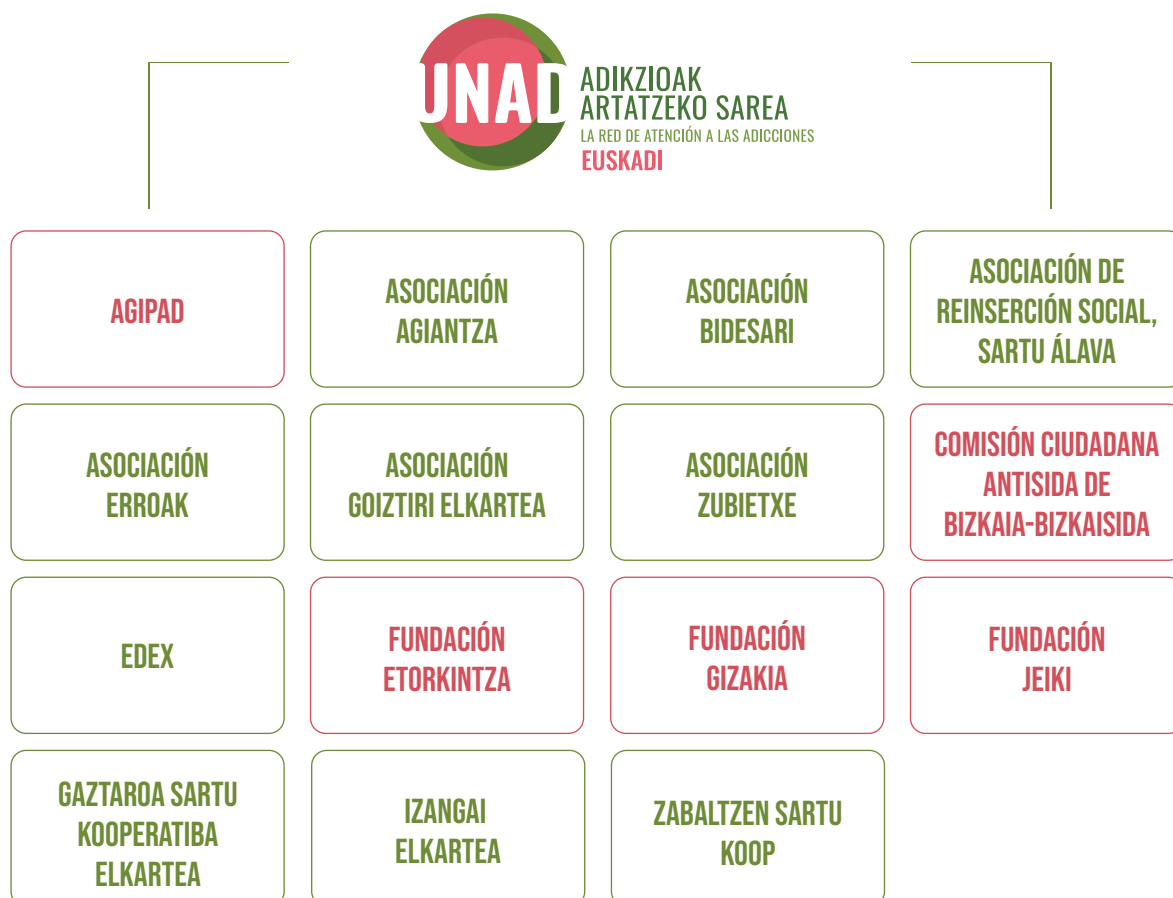 UNAD
ADIKZIOAK
ARTATZEKO SAREA
LA RED DE ATENCIÓN A LAS ADICCIONES
EUSKADI
AGIPAD
ASOCIACIÓN
AGIANTZA
ASOCIACIÓN
BIDESARI
ASOCIACIÓN DE
REINSERCIÓN SOCIAL,
SARTU ÁLAVA
ASOCIACIÓN
ERROAK
ASOCIACIÓN
GOIZTIRI ELKARTEA
ASOCIACIÓN
ZUBIETXE
COMISIÓN CIUDADANA
ANTISIDA DE
BIZKAIA-BIZKAISIDA
EDEX
FUNDACIÓN
ETORKINTZA
FUNDACIÓN
GIZAKIA
FUNDACIÓN
JEIKI
GAZTAROA SARTU
KOOPERATIBA
ELKARTEA
IZANGAI
ELKARTEA
ZABALTZEN SARTU
KOOP